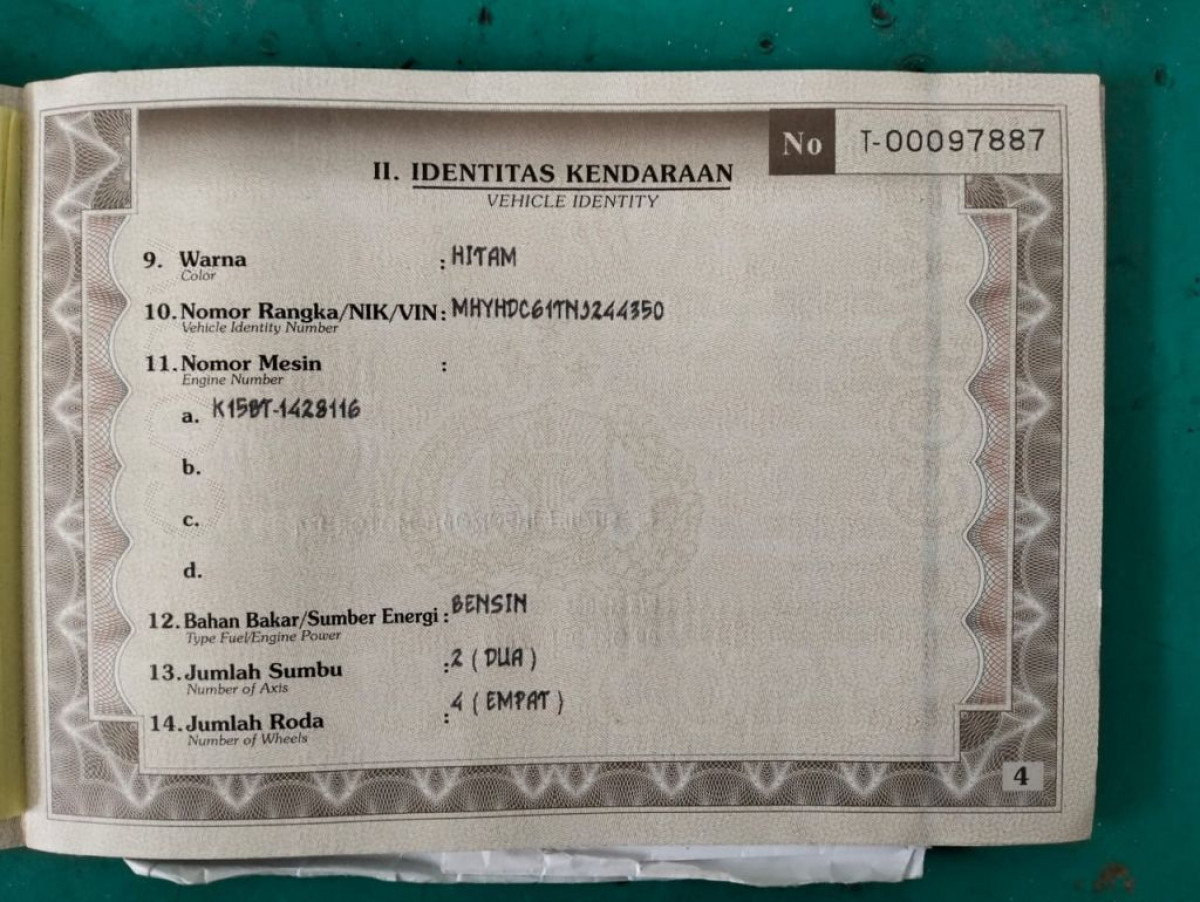 No T-00097887
II. IDENTITAS KENDARAAN
VEHICLE IDENTITY
9. Warna : HITAM
Color
10. Nomor Rangka/NIK/VIN : MHYHDC61TNJ244350
Vehicle Identity Number
11. Nomor Mesin :
Engine Number
a. K15BT-1428116
b.
c.
d.
12. Bahan Bakar/Sumber Energi : BENSIN
Type Fuel/Engine Power
13. Jumlah Sumbu : 2 ( DUA )
Number of Axis
14. Jumlah Roda : 4 ( EMPAT )
Number of Wheels
4